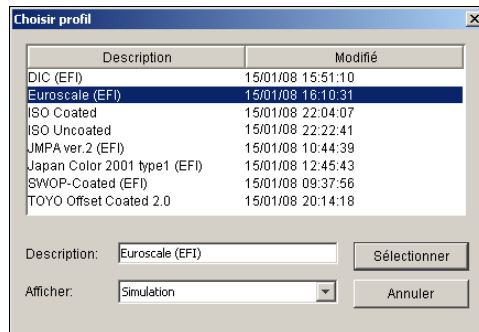 Choisir profil
Description Modifié
DIC (EFI) 15/01/08 15:51:10
Euroscale (EFI) 15/01/08 16:10:31
ISO Coated 15/01/08 22:04:07
ISO Uncoated 15/01/08 22:22:41
JMPA ver.2 (EFI) 15/01/08 10:44:39
Japan Color 2001 type1 (EFI) 15/01/08 12:45:43
SWOP-Coated (EFI) 15/01/08 09:37:56
TOYO Offset Coated 2.0 15/01/08 20:14:18
Description: Euroscale (EFI) Sélectionner
Afficher: Simulation Annuler